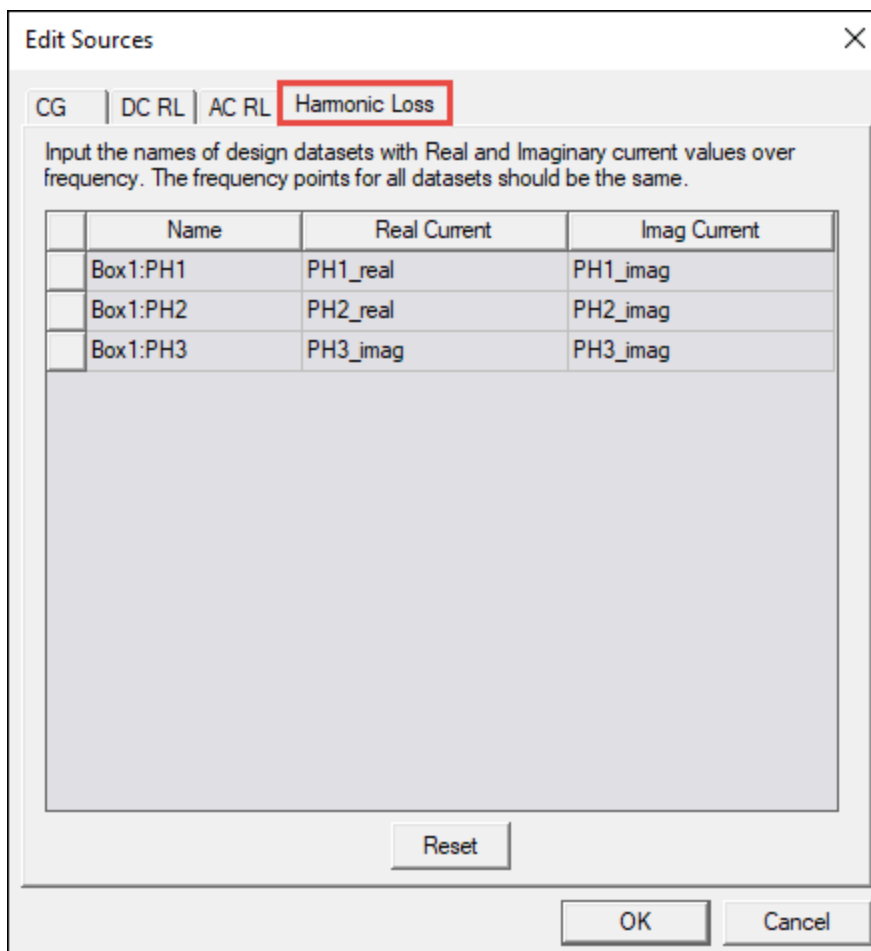 Edit Sources
CG DC RL AC RL Harmonic Loss
Input the names of design datasets with Real and Imaginary current values over
frequency. The frequency points for all datasets should be the same.
Name Real Current Imag Current
Box1:PH1 PH1_real PH1_imag
Box1:PH2 PH2_real PH2_imag
Box1:PH3 PH3_imag PH3_imag
Reset
OK Cancel